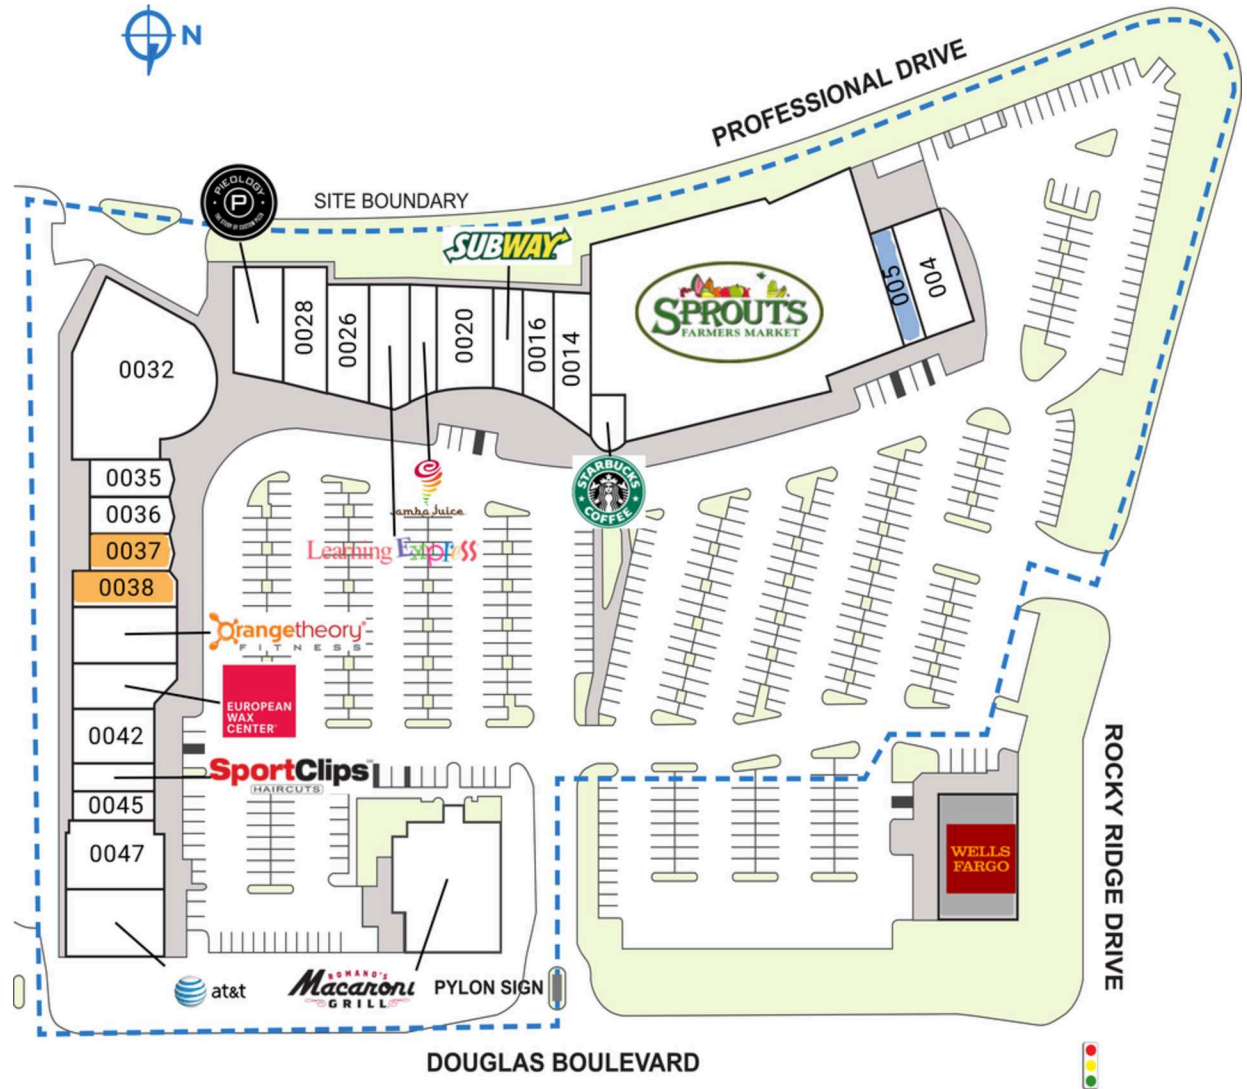 N
PROFESSIONAL DRIVE
PIEOLOGY
P
SITE BOUNDARY
SUBWAY
0028
0026
0020
0016
0014
SPROUTS
FARMERS MARKET
005
004
0032
0035
0036
0037
0038
Jamba Juice
STARBUCKS
COFFEE
Learning Express
Orangetheory
FITNESS
EUROPEAN
WAX
CENTER
0042
SportClips
HAIRCUTS
0045
0047
WELLS
FARGO
ROCKY RIDGE DRIVE
at&t
ROMANO'S
Macaroni
GRILL
PYLON SIGN
DOUGLAS BOULEVARD